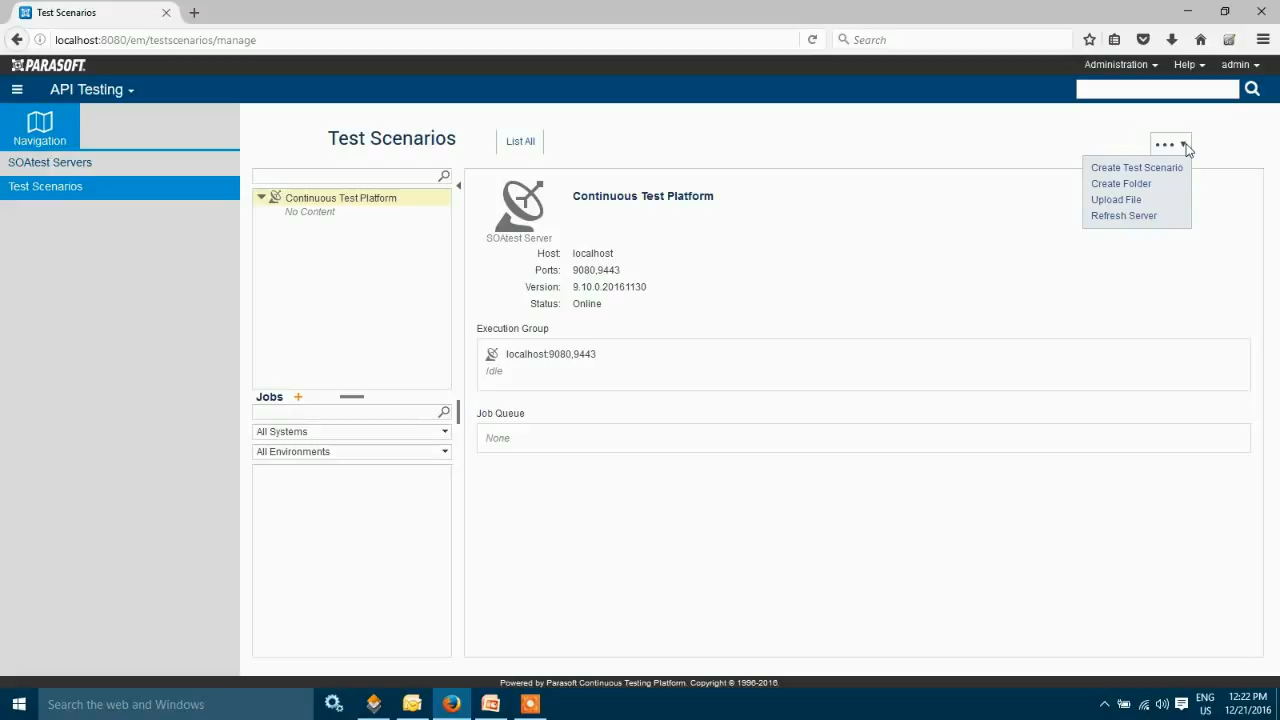 Test Scenarios
localhost:8080/em/testscenarios/manage
Search
PARASOFT.
Administration
Help
admin
API Testing
Navigation
SOAtest Servers
Test Scenarios
Test Scenarios
List All
Create Test Scenario
Create Folder
Upload File
Refresh Server
Continuous Test Platform
No Content
SOAtest Server
Continuous Test Platform
Host: localhost
Ports: 9080,9443
Version: 9.10.0.20161130
Status: Online
Execution Group
localhost:9080,9443
Idle
Job Queue
None
Jobs +
All Systems
All Environments
Powered by Parasoft Continuous Testing Platform. Copyright © 1996-2016.
Search the web and Windows
ENG
US
12:22 PM
12/21/2016